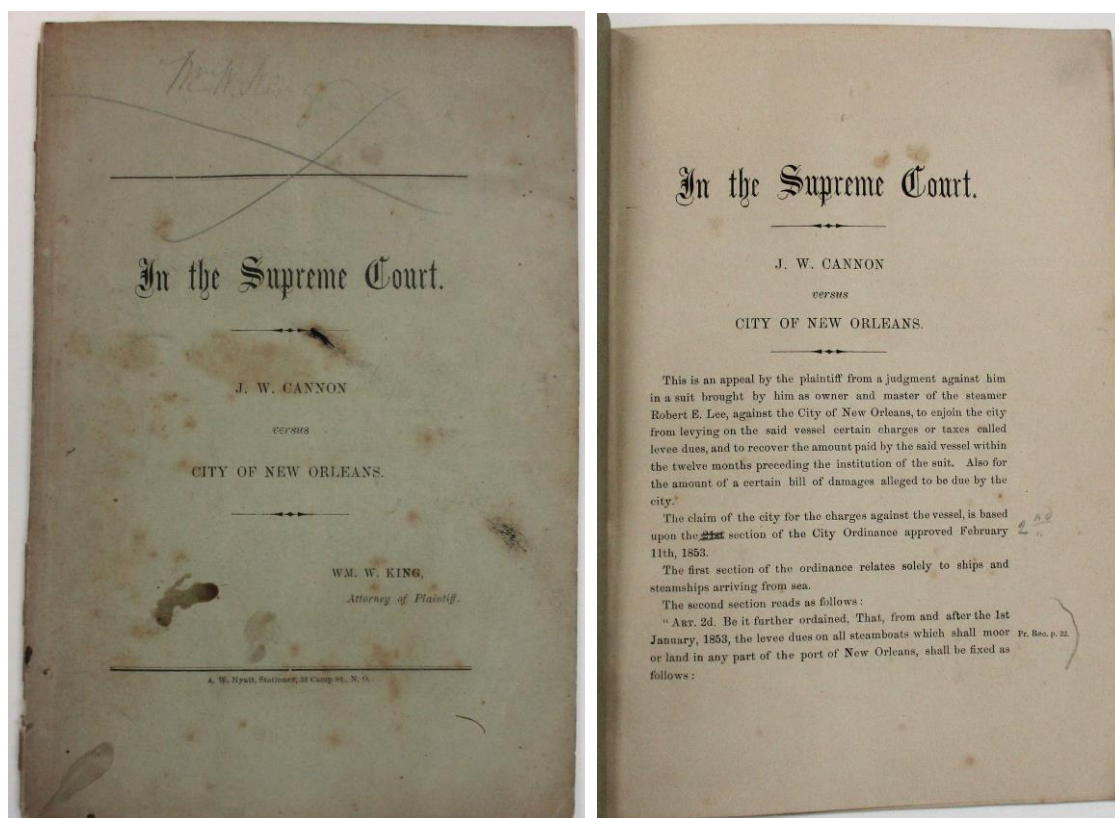 Wm W. King
In the Supreme Court.
J. W. CANNON
versus
CITY OF NEW ORLEANS.
WM. W. KING,
Attorney of Plaintiff.
A. W. Hyatt, Stationer, 38 Camp St., N. O.
In the Supreme Court.
J. W. CANNON
versus
CITY OF NEW ORLEANS.
This is an appeal by the plaintiff from a judgment against him
in a suit brought by him as owner and master of the steamer
Robert E. Lee, against the City of New Orleans, to enjoin the city
from levying on the said vessel certain charges or taxes called
levee dues, and to recover the amount paid by the said vessel within
the twelve months preceding the institution of the suit. Also for
the amount of a certain bill of damages alleged to be due by the
city.
The claim of the city for the charges against the vessel, is based
upon the 21st section of the City Ordinance approved February 2nd
11th, 1853.
The first section of the ordinance relates solely to ships and
steamships arriving from sea.
The second section reads as follows :
" ART. 2d. Be it further ordained, That, from and after the 1st
January, 1853, the levee dues on all steamboats which shall moor Pr. Rec. p. 22.
or land in any part of the port of New Orleans, shall be fixed as
follows :